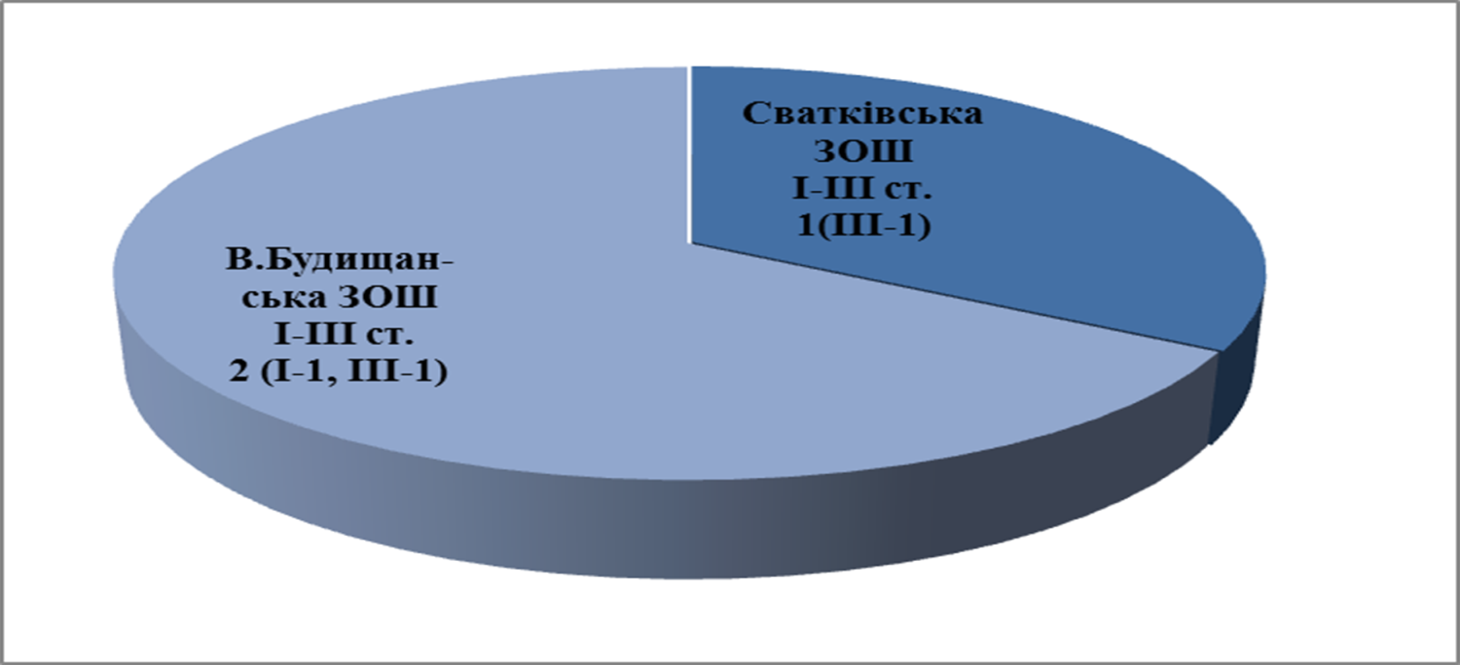 Сватківська
ЗОШ
І-ІІІ ст.
1(ІІІ-1)
В.Будищан-
ська ЗОШ
І-ІІІ ст.
2 (І-1, ІІІ-1)